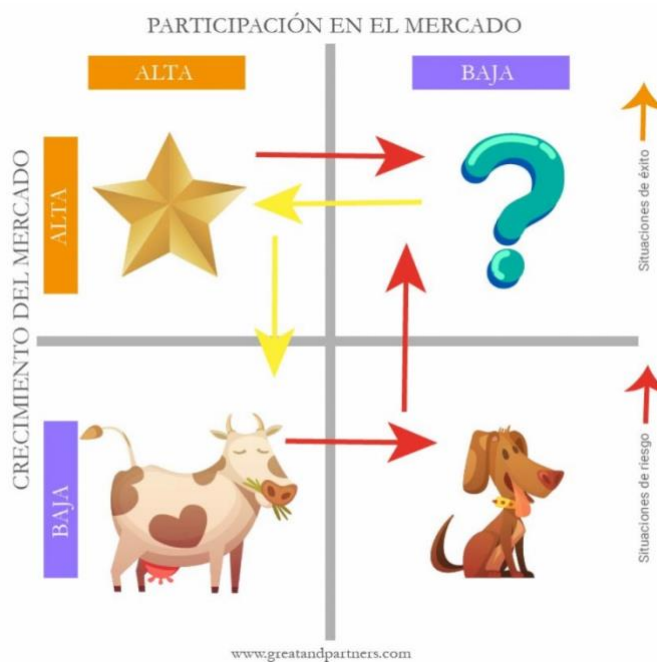 PARTICIPACIÓN EN EL MERCADO
ALTA
BAJA
CRECIMIENTO DEL MERCADO
ALTA
BAJA
Situaciones de éxito
Situaciones de riesgo
www.greatandpartners.com